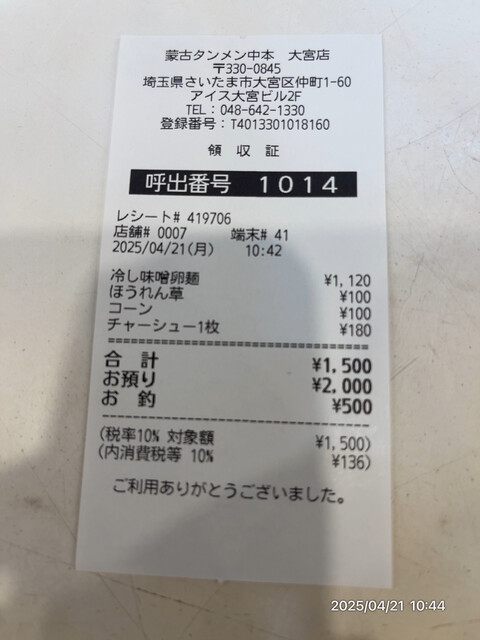 蒙古タンメン中本　大宮店
〒330-0845
埼玉県さいたま市大宮区仲町1-60
アイス大宮ビル2F
TEL：048-642-1330
登録番号：T4013301018160
領　収　証
呼出番号　１０１４
レシート# 419706
店舗# 0007　　端末# 41
2025/04/21(月)　　10:42
冷し味噌卵麺　¥1,120
ほうれん草　¥100
コーン　¥100
チャーシュー1枚　¥180
合　計　¥1,500
お預り　¥2,000
お　釣　¥500
(税率10% 対象額　¥1,500)
(内消費税等 10%　¥136)
ご利用ありがとうございました。
2025/04/21 10:44